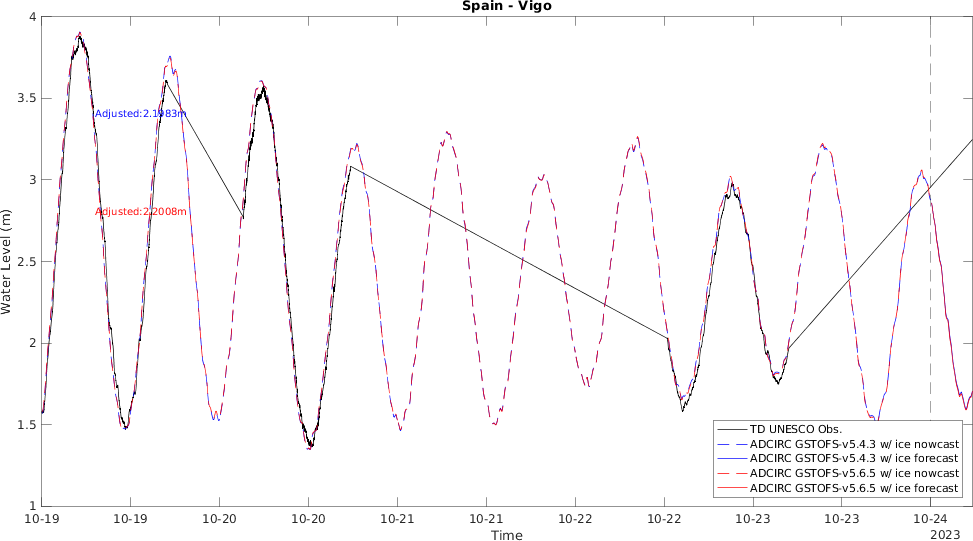 Spain - Vigo
4
3.5
3
2.5
2
1.5
1
Water Level (m)
Adjusted:2.1983m
Adjusted:2.2008m
TD UNESCO Obs.
ADCIRC GSTOFS-v5.4.3 w/ ice nowcast
ADCIRC GSTOFS-v5.4.3 w/ ice forecast
ADCIRC GSTOFS-v5.6.5 w/ ice nowcast
ADCIRC GSTOFS-v5.6.5 w/ ice forecast
10-19 10-19 10-20 10-20 10-21 10-21 10-22 10-22 10-23 10-23 10-24
2023
Time